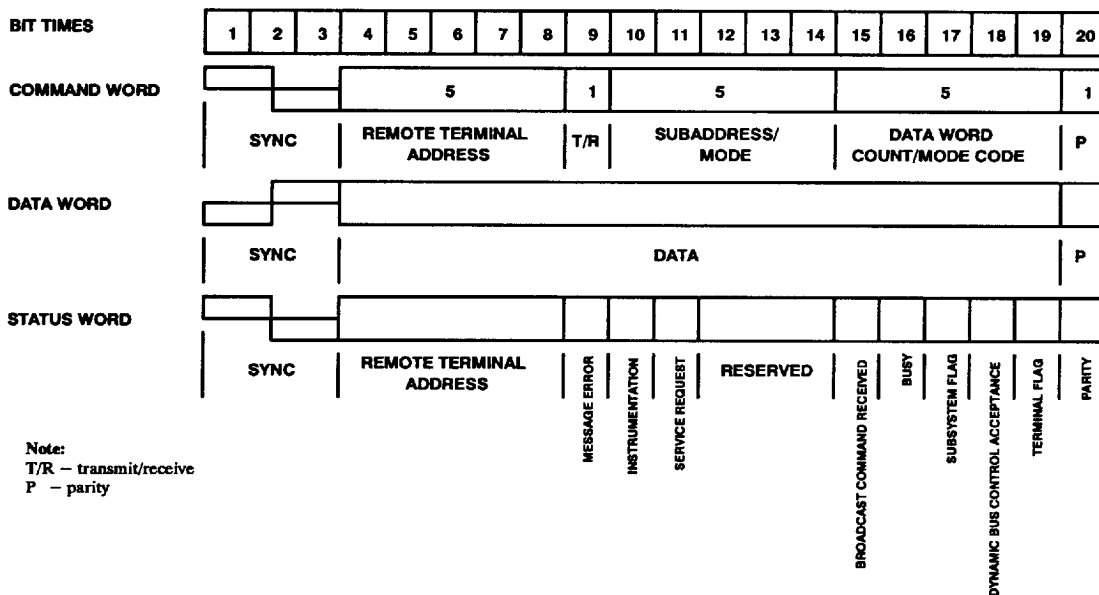 BIT TIMES 1 2 3 4 5 6 7 8 9 10 11 12 13 14 15 16 17 18 19 20
COMMAND WORD 5 1 5 5 1
SYNC REMOTE TERMINAL ADDRESS T/R SUBADDRESS/ MODE DATA WORD COUNT/MODE CODE P
DATA WORD
SYNC DATA P
STATUS WORD
SYNC REMOTE TERMINAL ADDRESS MESSAGE ERROR INSTRUMENTATION SERVICE REQUEST RESERVED BROADCAST COMMAND RECEIVED BUSY SUBSYSTEM FLAG DYNAMIC BUS CONTROL ACCEPTANCE TERMINAL FLAG PARITY
Note:
T/R – transmit/receive
P – parity